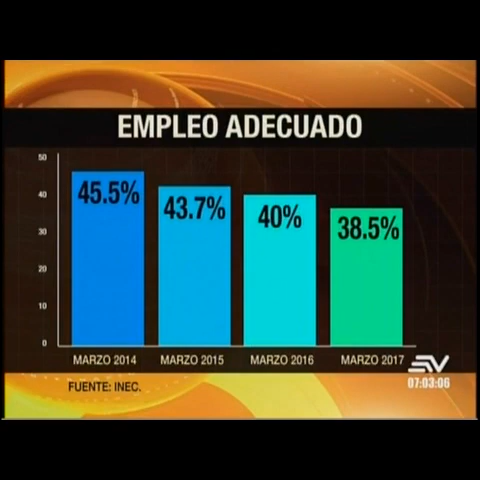 EMPLEO ADECUADO
50
40
30
20
10
0
45.5%
43.7%
40%
38.5%
MARZO 2014
MARZO 2015
MARZO 2016
MARZO 2017
FUENTE: INEC.
07:03:06